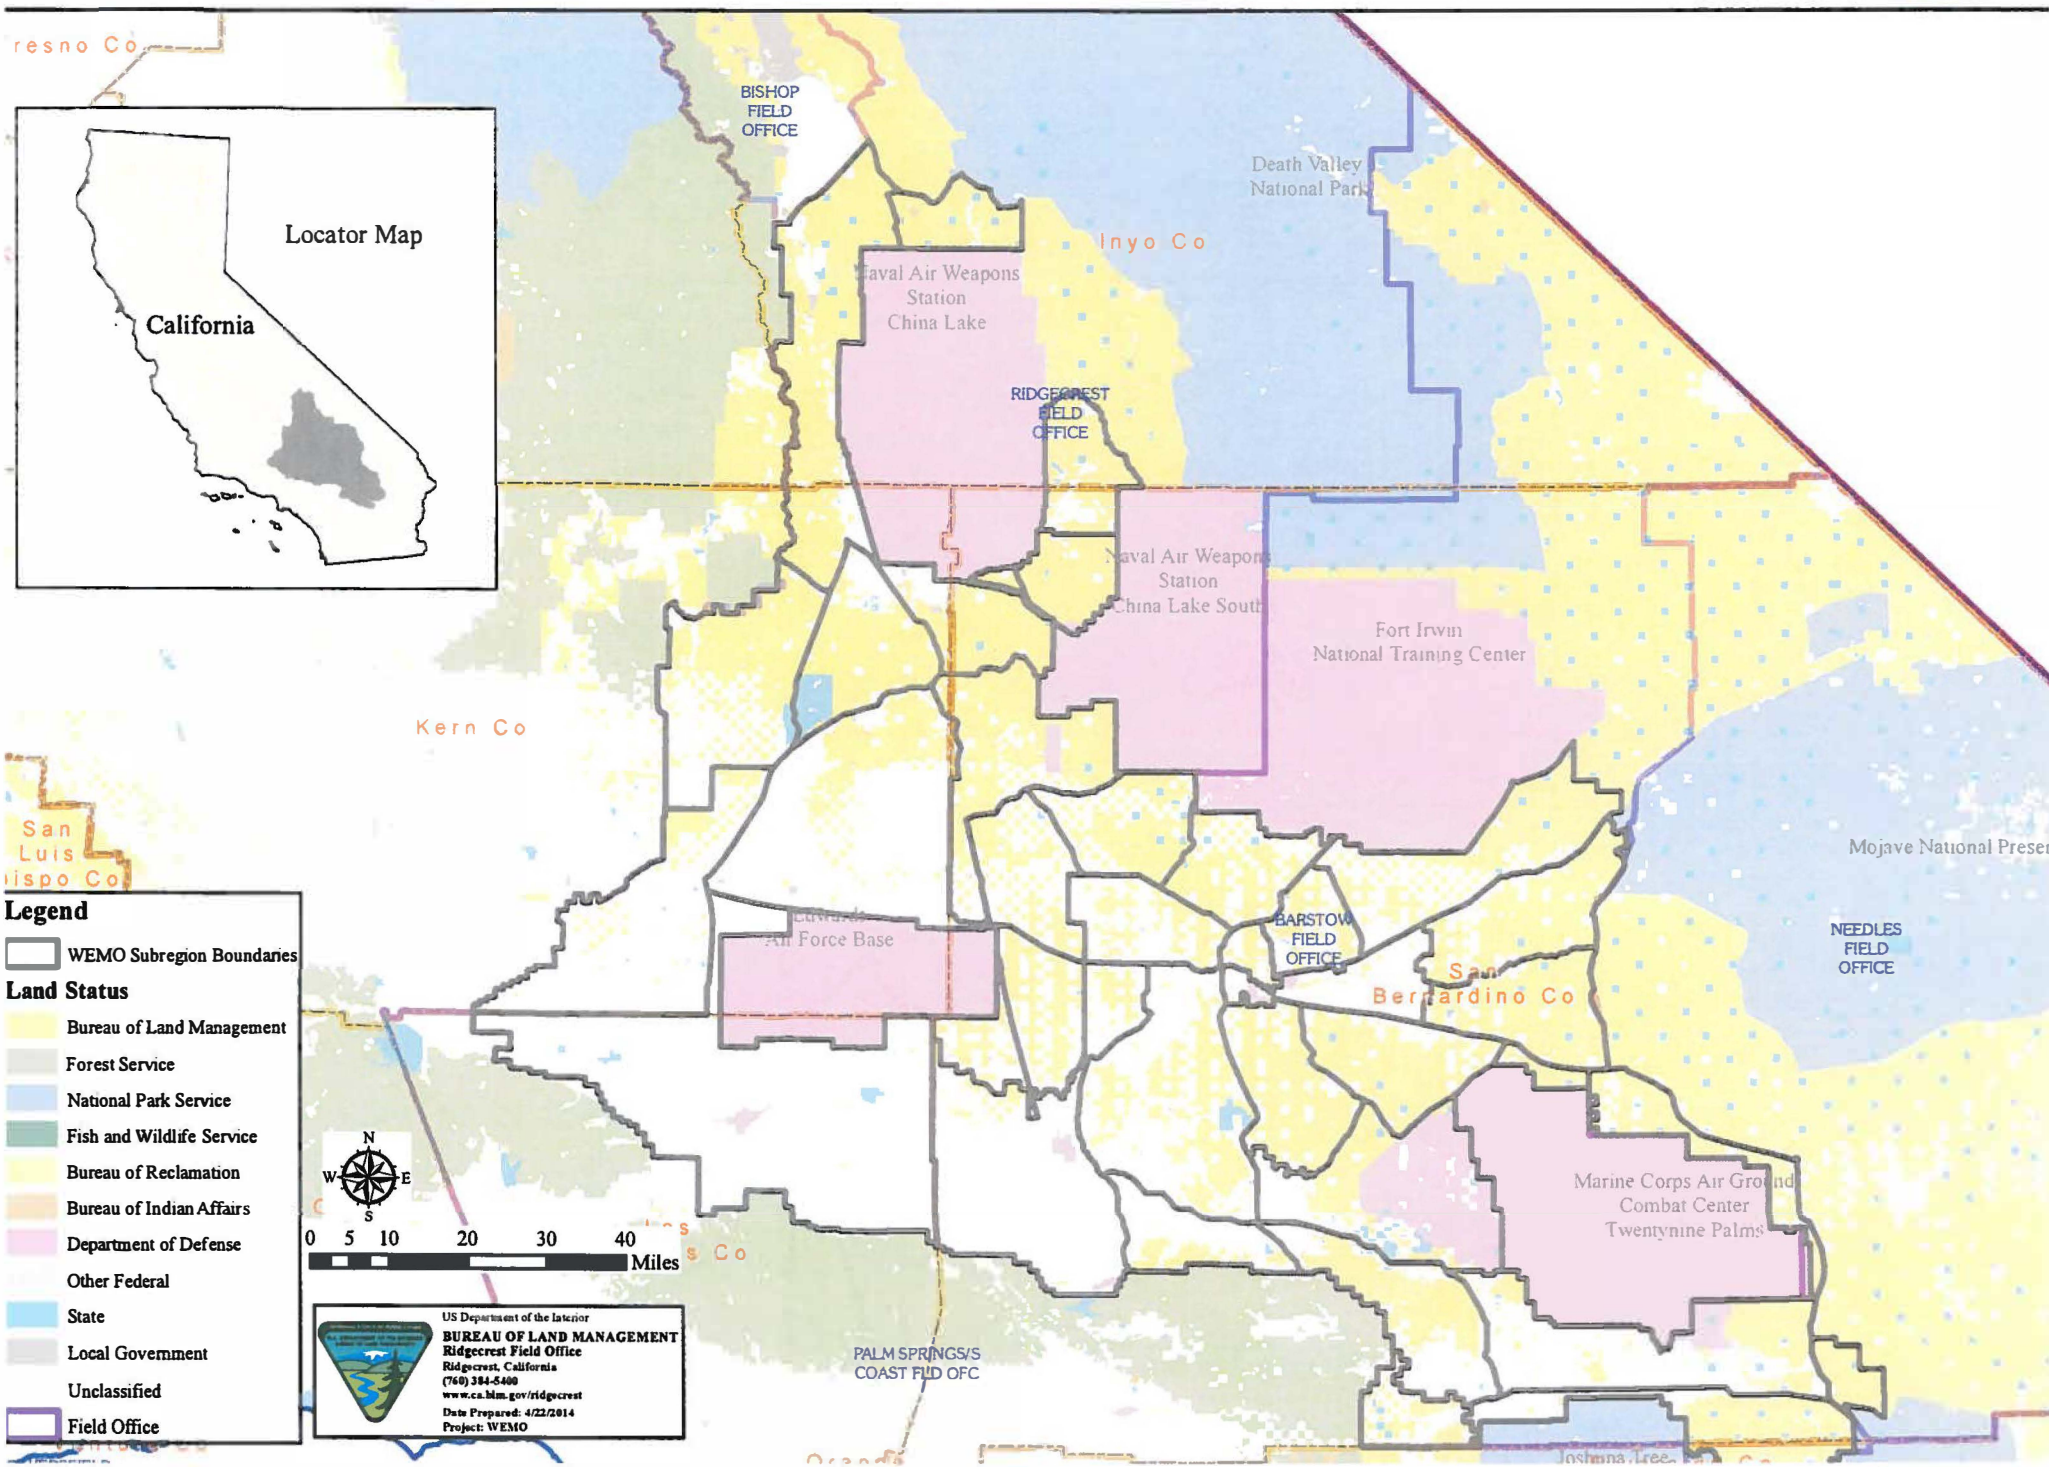 resno Co
BISHOP
FIELD
OFFICE
Death Valley
National Park
Locator Map
California
Inyo Co
Naval Air Weapons
Station
China Lake
RIDGECREST
FIELD
OFFICE
Naval Air Weapons
Station
China Lake South
Fort Irwin
National Training Center
Kern Co
San
Luis
bispo Co
Mojave National Preser
Edwards
Air Force Base
BARSTOW
FIELD
OFFICE
NEEDLES
FIELD
OFFICE
San
Bernardino Co
Marine Corps Air Ground
Combat Center
Twentynine Palms
Legend
WEMO Subregion Boundaries
Land Status
Bureau of Land Management
Forest Service
National Park Service
Fish and Wildlife Service
Bureau of Reclamation
Bureau of Indian Affairs
Department of Defense
Other Federal
State
Local Government
Unclassified
Field Office
N
W E
S
0 5 10 20 30 40
Miles
s Co
US Department of the Interior
BUREAU OF LAND MANAGEMENT
Ridgecrest Field Office
Ridgecrest, California
(760) 384-5400
www.ca.blm.gov/ridgecrest
Date Prepared: 4/22/2014
Project: WEMO
PALM SPRINGS/S
COAST FLD OFC
Joshua Tree